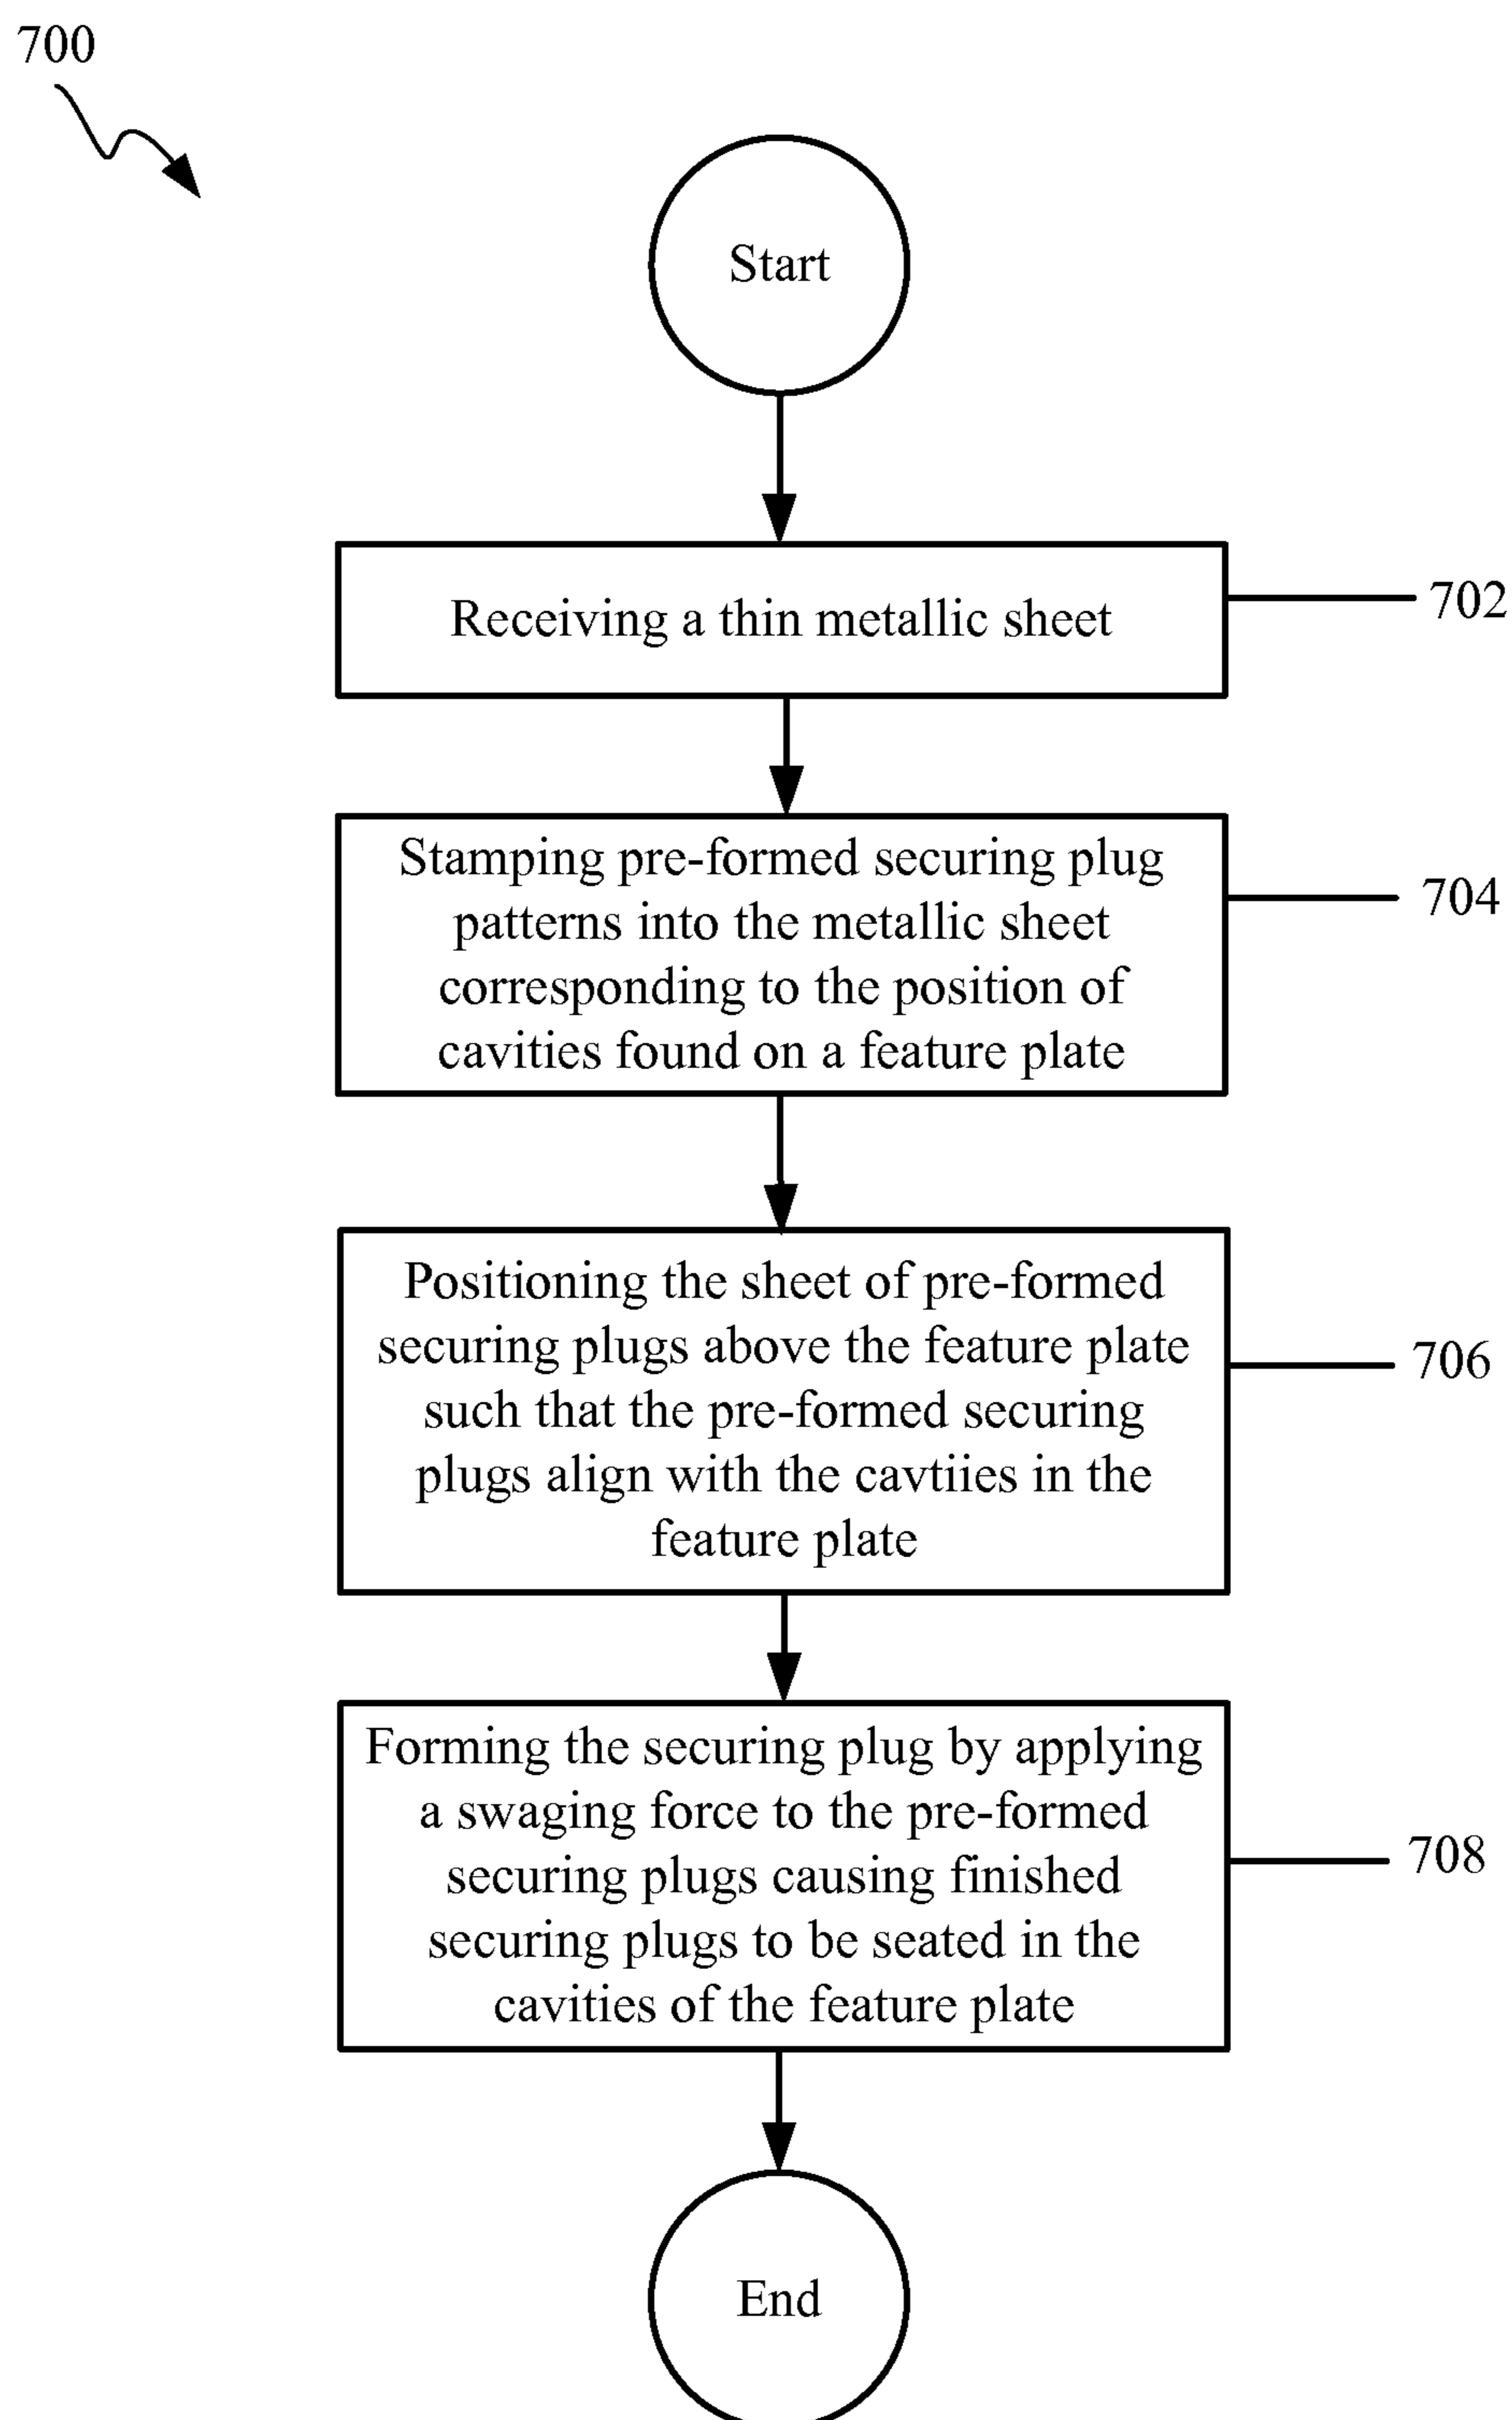 700
Start
Receiving a thin metallic sheet
702
Stamping pre-formed securing plug
patterns into the metallic sheet
corresponding to the position of
cavities found on a feature plate
704
Positioning the sheet of pre-formed
securing plugs above the feature plate
such that the pre-formed securing
plugs align with the cavtiies in the
feature plate
706
Forming the securing plug by applying
a swaging force to the pre-formed
securing plugs causing finished
securing plugs to be seated in the
cavities of the feature plate
708
End